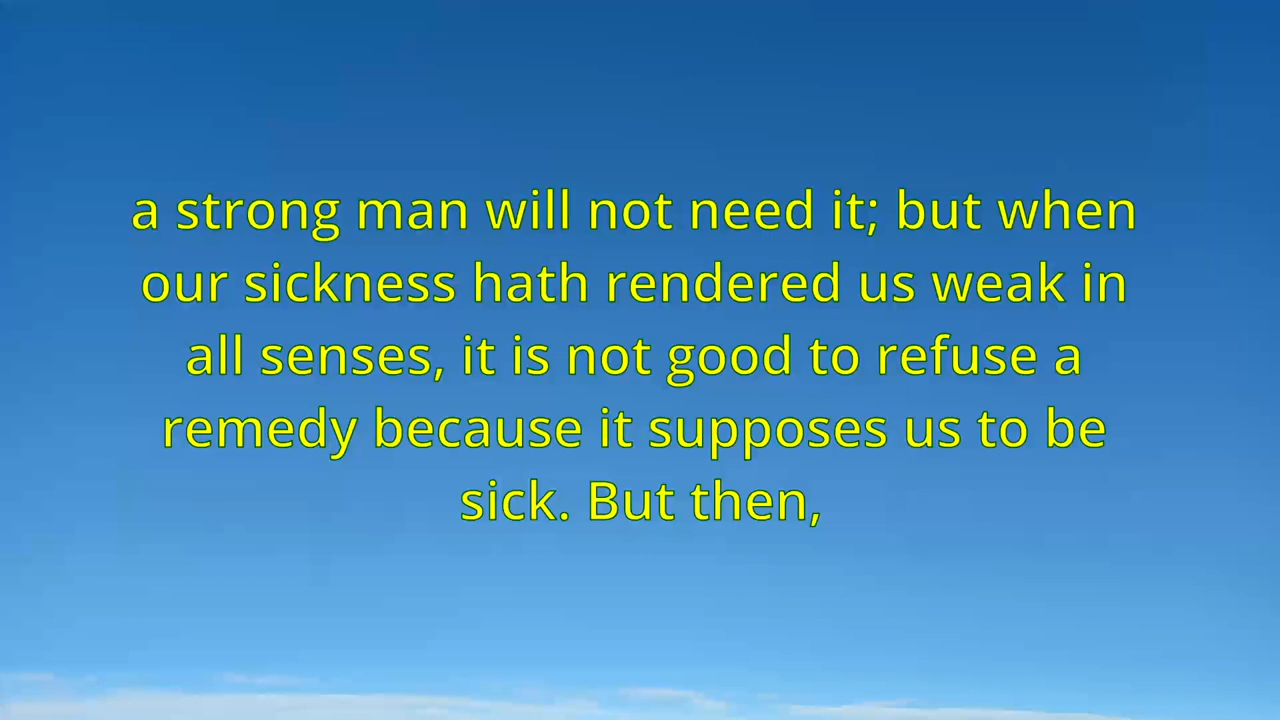 a strong man will not need it; but when
our sickness hath rendered us weak in
all senses, it is not good to refuse a
remedy because it supposes us to be
sick. But then,